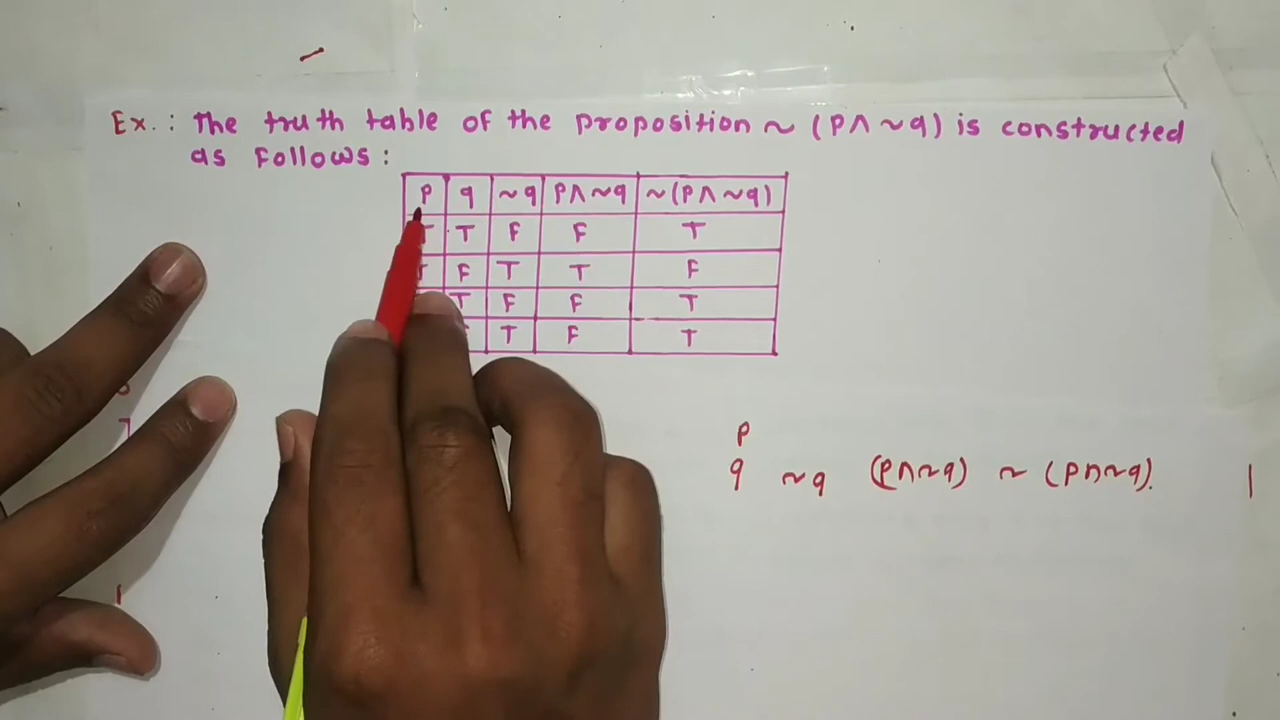 Ex. : The truth table of the proposition ~ (P∧ ~q) is constructed
as follows :
P q ~q P∧ ~q ~(P∧ ~q)
T T F F T
T F T T F
T F F T
F T F T
P
q ~q (P∧~q) ~ (P∧~q).